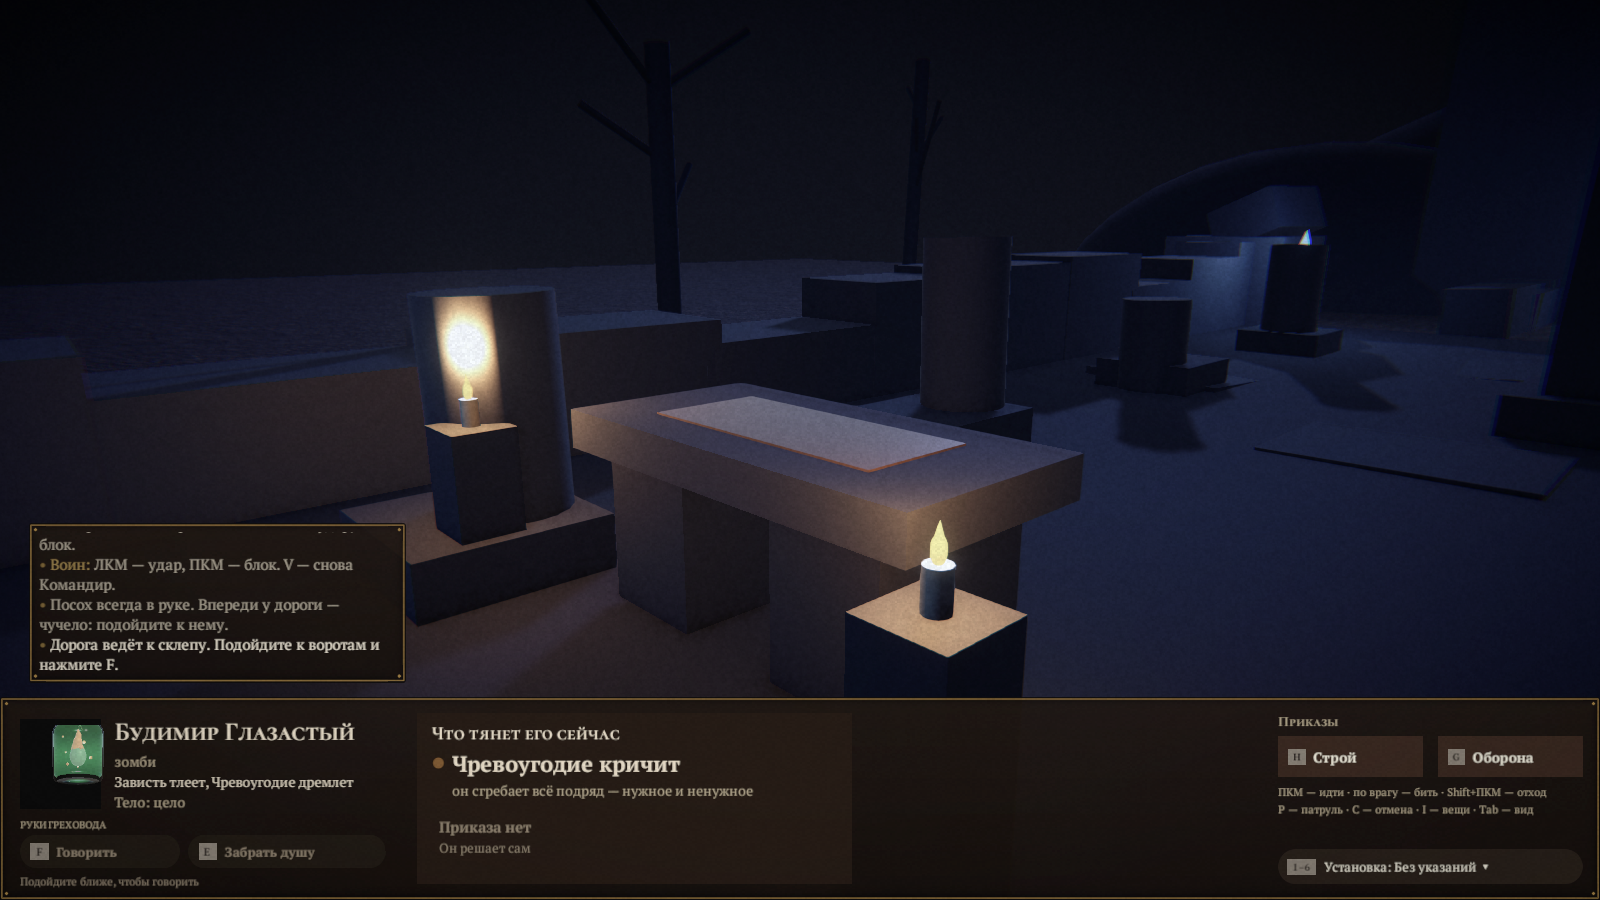 блок.
• Воин: ЛКМ — удар, ПКМ — блок. V — снова
Командир.
• Посох всегда в руке. Впереди у дороги —
чучело: подойдите к нему.
• Дорога ведёт к склепу. Подойдите к воротам и
нажмите F.
Будимир Глазастый
зомби
Зависть тлеет, Чревоугодие дремлет
Тело: цело
РУКИ ГРЕХОВОДА
F Говорить
E Забрать душу
Подойдите ближе, чтобы говорить
Что тянет его сейчас
Чревоугодие кричит
он сгребает всё подряд — нужное и ненужное
Приказа нет
Он решает сам
Приказы
H Строй
G Оборона
ПКМ — идти · по врагу — бить · Shift+ПКМ — отход
P — патруль · C — отмена · I — вещи · Tab — вид
1–6 Установка: Без указаний ▾